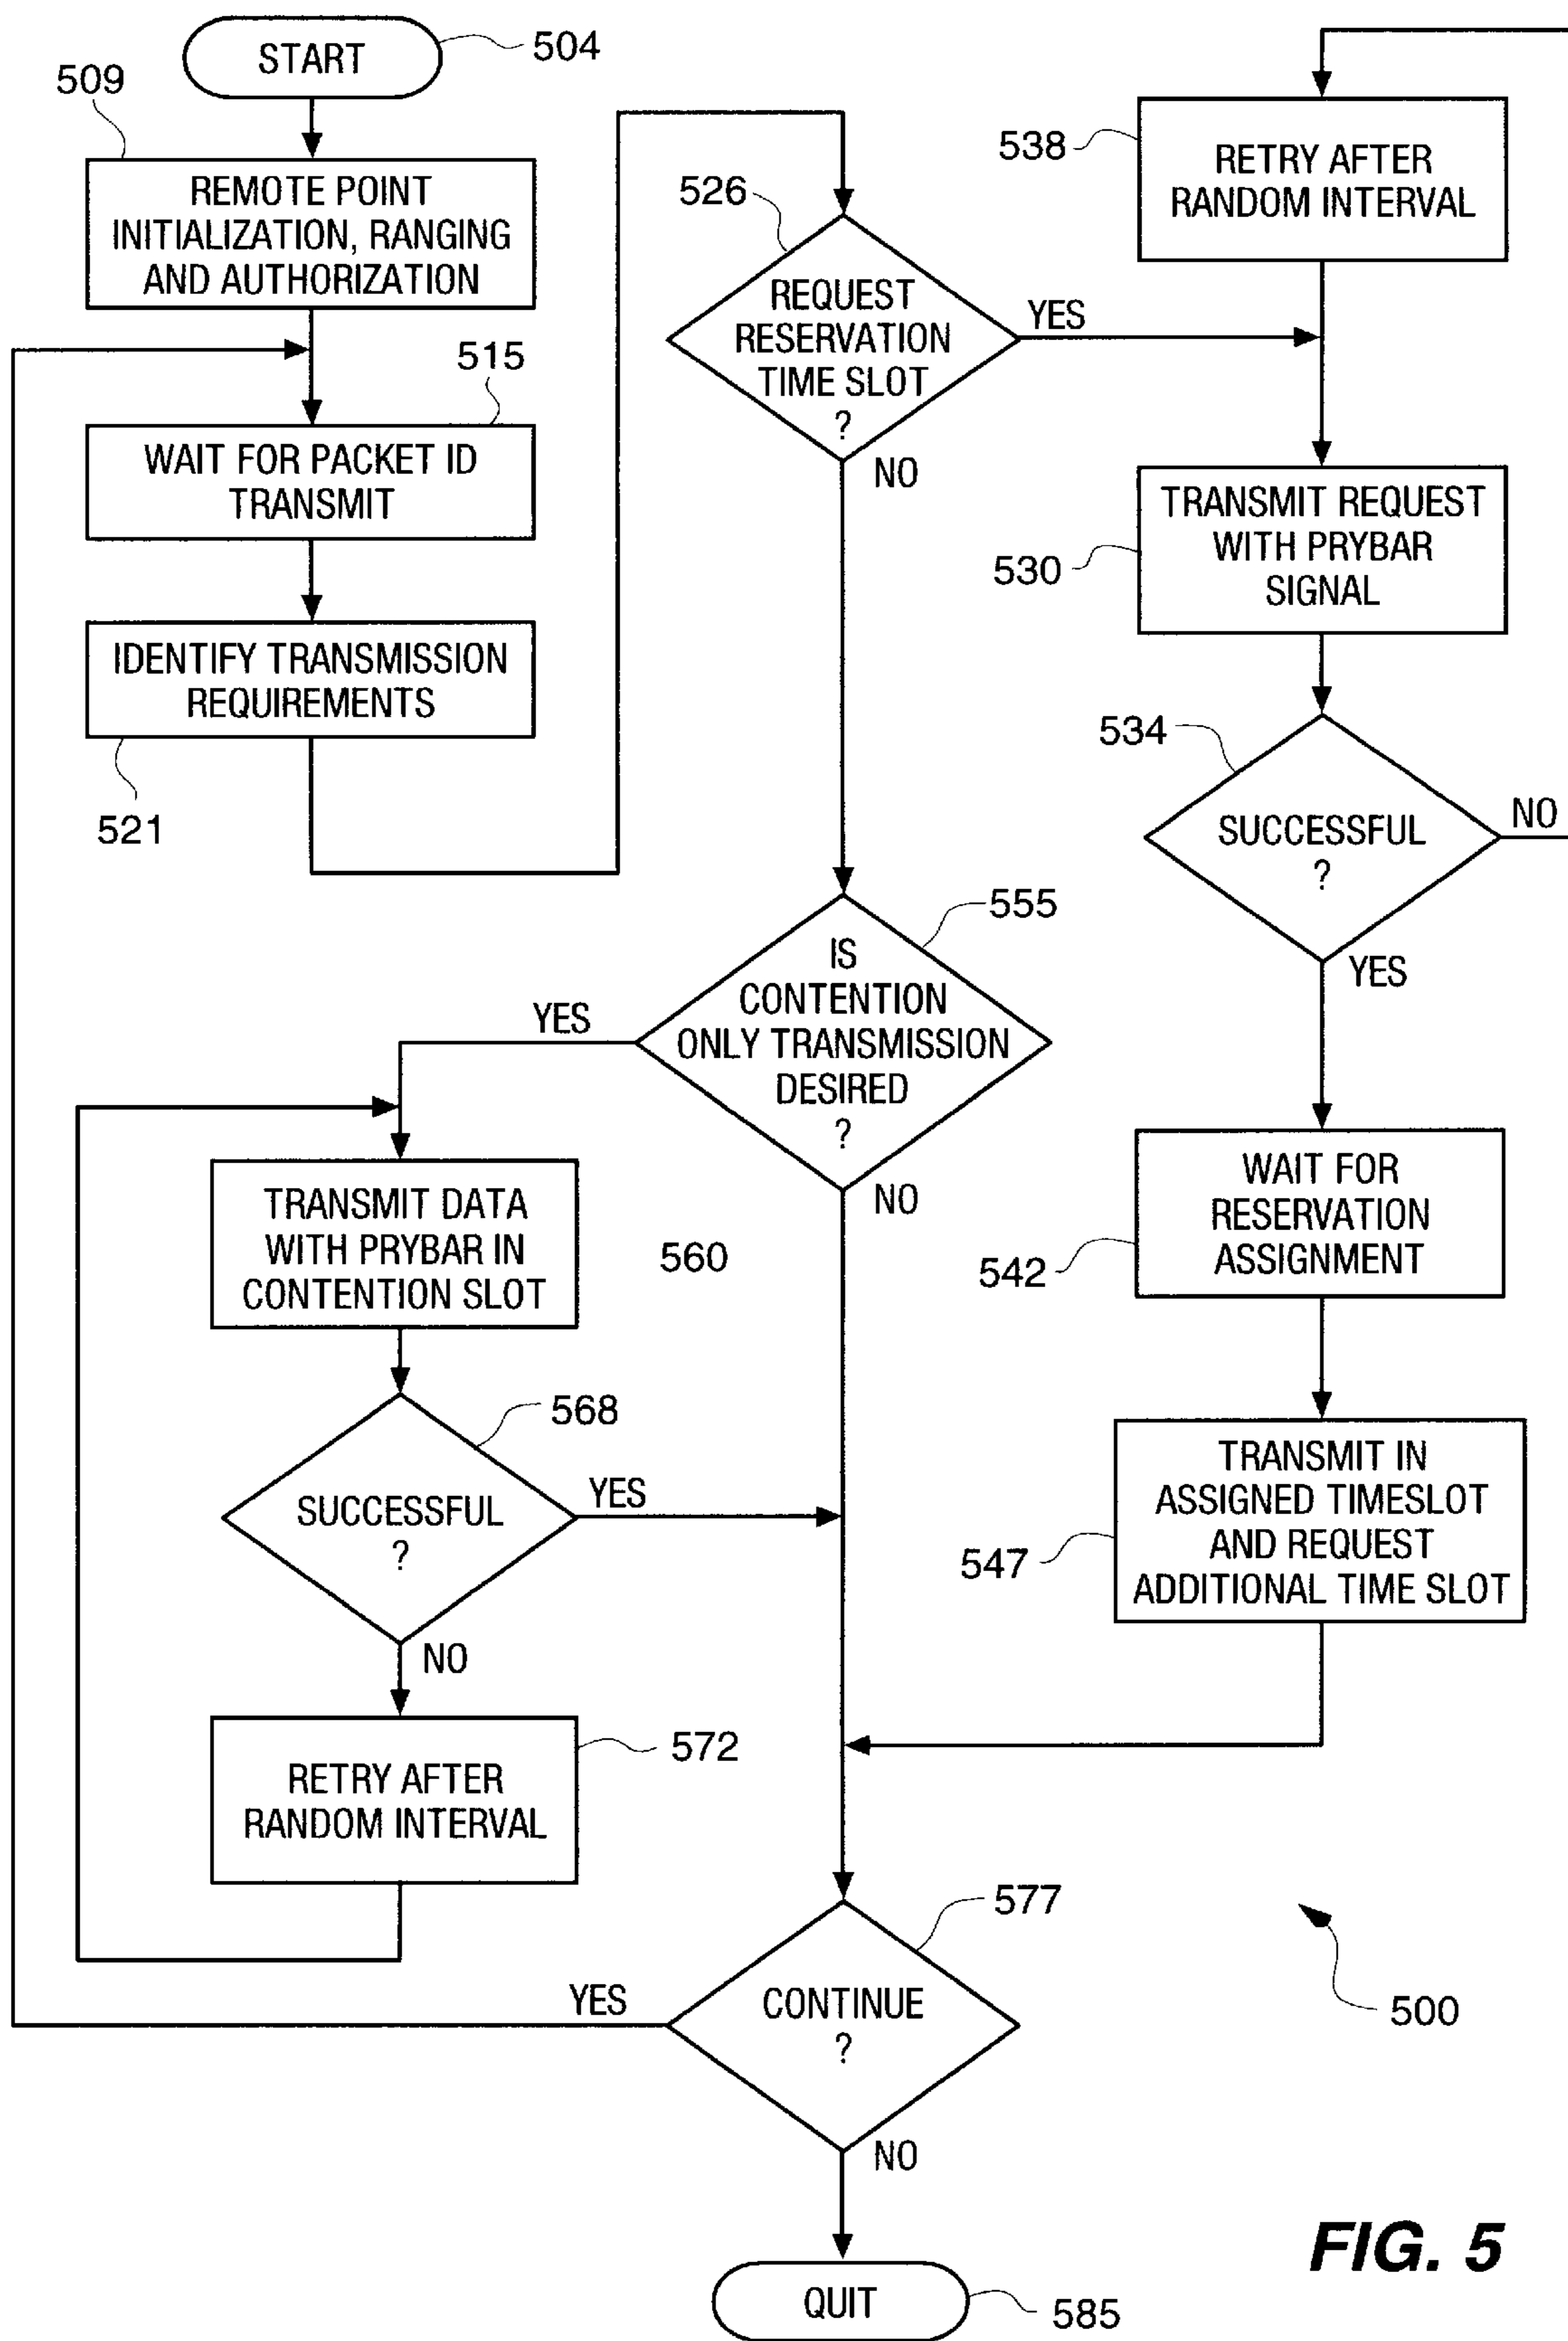 START
504
509
REMOTE POINT
INITIALIZATION, RANGING
AND AUTHORIZATION
515
WAIT FOR PACKET ID
TRANSMIT
IDENTIFY TRANSMISSION
REQUIREMENTS
521
526
REQUEST
RESERVATION
TIME SLOT
?
YES
NO
538
RETRY AFTER
RANDOM INTERVAL
530
TRANSMIT REQUEST
WITH PRYBAR
SIGNAL
534
SUCCESSFUL
?
NO
YES
542
WAIT FOR
RESERVATION
ASSIGNMENT
547
TRANSMIT IN
ASSIGNED TIMESLOT
AND REQUEST
ADDITIONAL TIME SLOT
555
IS
CONTENTION
ONLY TRANSMISSION
DESIRED
?
YES
NO
TRANSMIT DATA
WITH PRYBAR IN
CONTENTION SLOT
560
568
SUCCESSFUL
?
YES
NO
RETRY AFTER
RANDOM INTERVAL
572
577
CONTINUE
?
YES
NO
500
QUIT
585
FIG. 5